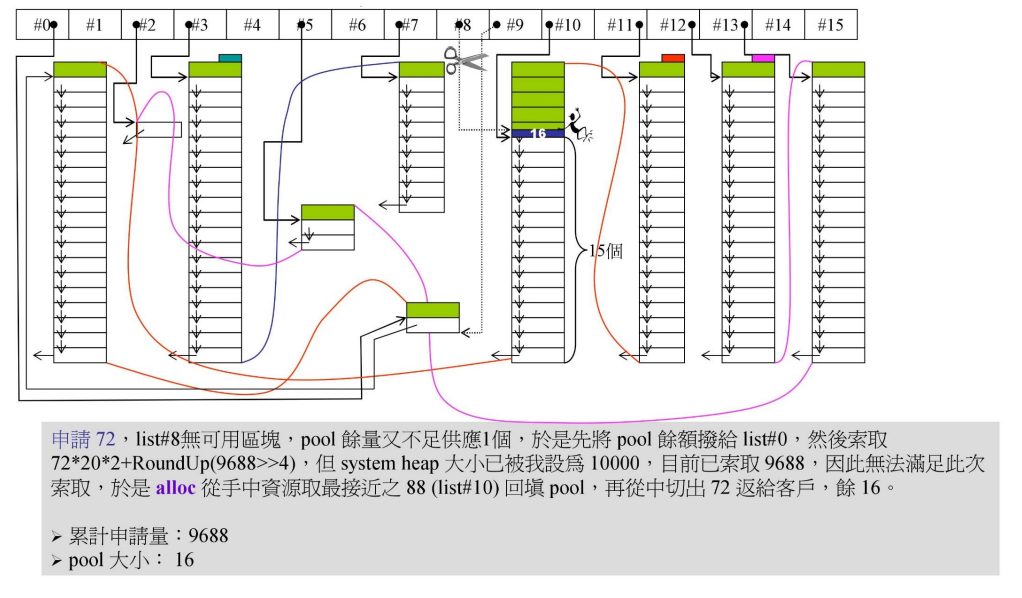 #0 #1 #2 #3 #4 #5 #6 #7 #8 #9 #10 #11 #12 #13 #14 #15
16
15個
申請 72，list#8無可用區塊，pool 餘量又不足供應1個，於是先將 pool 餘額撥給 list#0，然後索取
72*20*2+RoundUp(9688>>4)，但 system heap 大小已被我設爲 10000，目前已索取 9688，因此無法滿足此次
索取，於是 alloc 從手中資源取最接近之 88 (list#10) 回塡 pool，再從中切出 72 返給客戶，餘 16。
➢ 累計申請量：9688
➢ pool 大小： 16